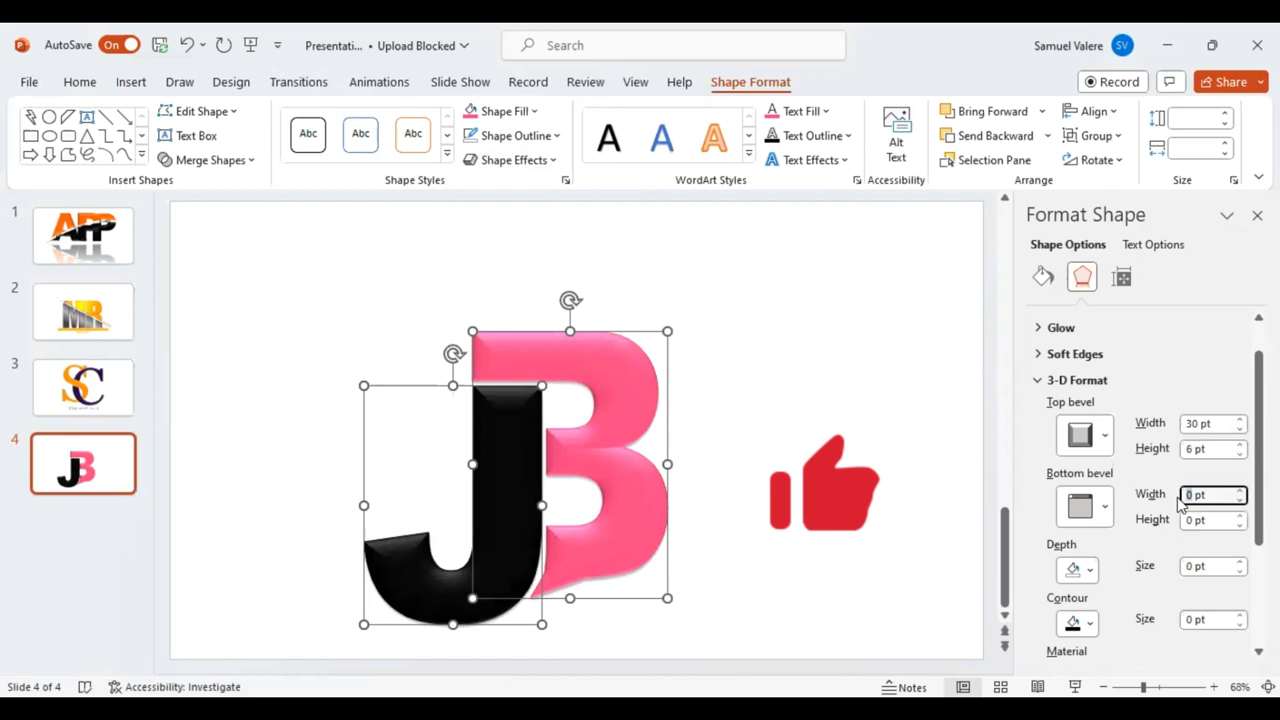 AutoSave On Presentati... • Upload Blocked Search Samuel Valere SV
File Home Insert Draw Design Transitions Animations Slide Show Record Review View Help Shape Format Record Share
Edit Shape
Text Box
Merge Shapes
Insert Shapes
Abc Abc Abc
Shape Fill
Shape Outline
Shape Effects
Shape Styles
A A A
Text Fill
Text Outline
Text Effects
WordArt Styles
Alt
Text
Accessibility
Bring Forward Align
Send Backward Group
Selection Pane Rotate
Arrange
Size
1
APP
2
MR
3
SC
4
JB
JB
Format Shape
Shape Options Text Options
Glow
Soft Edges
3-D Format
Top bevel
Width 30 pt
Height 6 pt
Bottom bevel
Width 0 pt
Height 0 pt
Depth
Size 0 pt
Contour
Size 0 pt
Material
Slide 4 of 4 Accessibility: Investigate Notes 68%